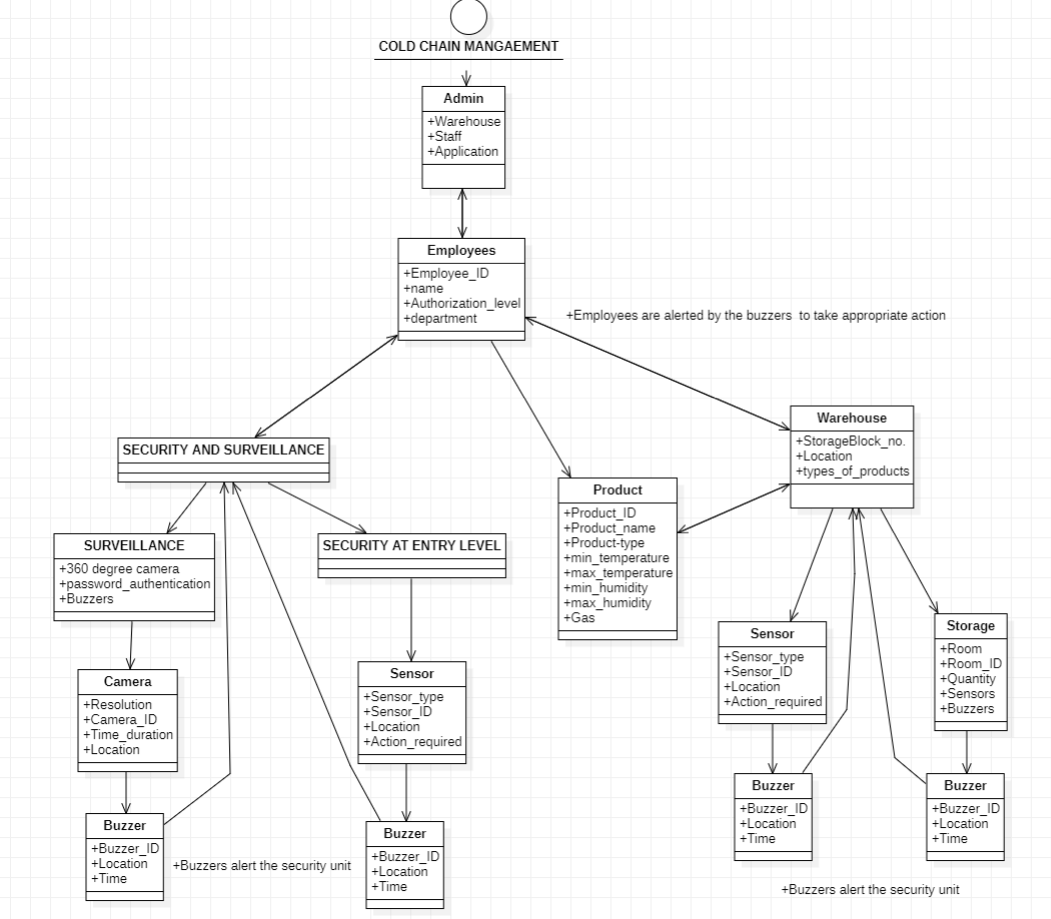 COLD CHAIN MANGAEMENT
Admin
+Warehouse
+Staff
+Application
Employees
+Employee_ID
+name
+Authorization_level
+department
+Employees are alerted by the buzzers  to take appropriate action
SECURITY AND SURVEILLANCE
Warehouse
+StorageBlock_no.
+Location
+types_of_products
Product
+Product_ID
+Product_name
+Product-type
+min_temperature
+max_temperature
+min_humidity
+max_humidity
+Gas
SURVEILLANCE
+360 degree camera
+password_authentication
+Buzzers
SECURITY AT ENTRY LEVEL
Camera
+Resolution
+Camera_ID
+Time_duration
+Location
Sensor
+Sensor_type
+Sensor_ID
+Location
+Action_required
Sensor
+Sensor_type
+Sensor_ID
+Location
+Action_required
Storage
+Room
+Room_ID
+Quantity
+Sensors
+Buzzers
Buzzer
+Buzzer_ID
+Location
+Time
+Buzzers alert the security unit
Buzzer
+Buzzer_ID
+Location
+Time
Buzzer
+Buzzer_ID
+Location
+Time
Buzzer
+Buzzer_ID
+Location
+Time
+Buzzers alert the security unit